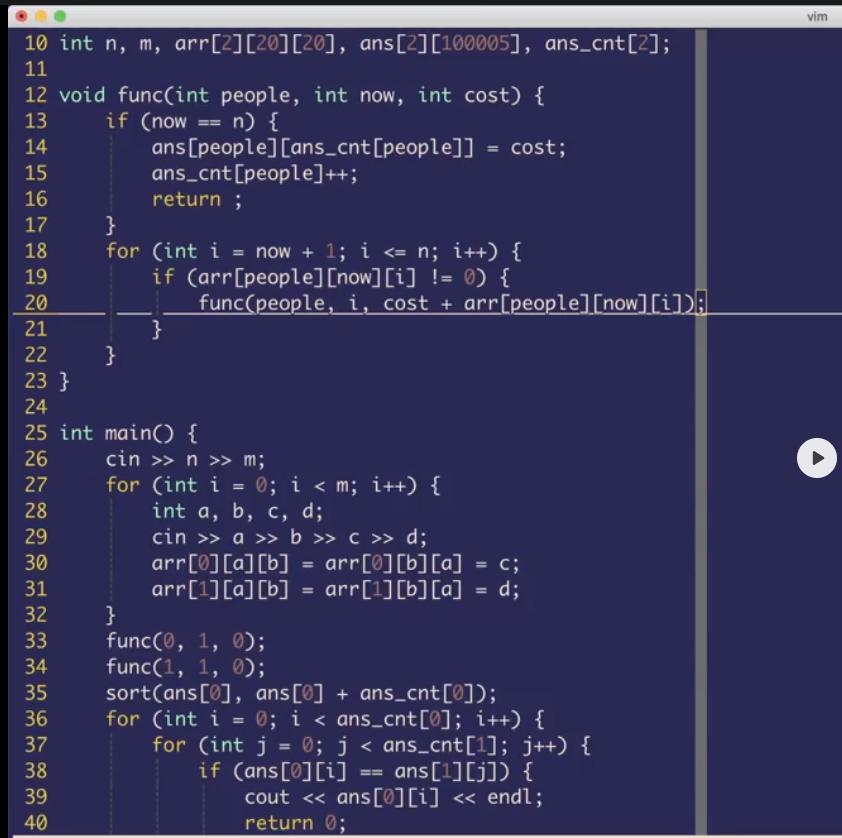 vim
10 int n, m, arr[2][20][20], ans[2][100005], ans_cnt[2];
11
12 void func(int people, int now, int cost) {
13     if (now == n) {
14         ans[people][ans_cnt[people]] = cost;
15         ans_cnt[people]++;
16         return ;
17     }
18     for (int i = now + 1; i <= n; i++) {
19         if (arr[people][now][i] != 0) {
20             func(people, i, cost + arr[people][now][i]);
21         }
22     }
23 }
24
25 int main() {
26     cin >> n >> m;
27     for (int i = 0; i < m; i++) {
28         int a, b, c, d;
29         cin >> a >> b >> c >> d;
30         arr[0][a][b] = arr[0][b][a] = c;
31         arr[1][a][b] = arr[1][b][a] = d;
32     }
33     func(0, 1, 0);
34     func(1, 1, 0);
35     sort(ans[0], ans[0] + ans_cnt[0]);
36     for (int i = 0; i < ans_cnt[0]; i++) {
37         for (int j = 0; j < ans_cnt[1]; j++) {
38             if (ans[0][i] == ans[1][j]) {
39                 cout << ans[0][i] << endl;
40                 return 0;